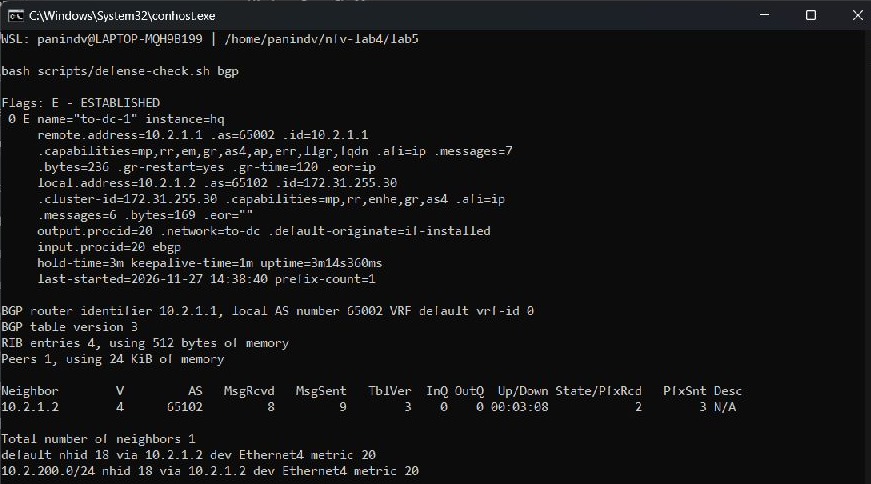 C:\Windows\System32\conhost.exe
WSL: panindv@LAPTOP-MQH9B199 | /home/panindv/nfv-lab4/lab5
bash scripts/defense-check.sh bgp
Flags: E - ESTABLISHED
 0 E name="to-dc-1" instance=hq
     remote.address=10.2.1.1 .as=65002 .id=10.2.1.1
     .capabilities=mp,rr,em,gr,as4,ap,err,llgr,fqdn .afi=ip .messages=7
     .bytes=236 .gr-restart=yes .gr-time=120 .eor=ip
     local.address=10.2.1.2 .as=65102 .id=172.31.255.30
     .cluster-id=172.31.255.30 .capabilities=mp,rr,enhe,gr,as4 .afi=ip
     .messages=6 .bytes=169 .eor=""
     output.procid=20 .network=to-dc .default-originate=if-installed
     input.procid=20 ebgp
     hold-time=3m keepalive-time=1m uptime=3m14s360ms
     last-started=2026-11-27 14:38:40 prefix-count=1
BGP router identifier 10.2.1.1, local AS number 65002 VRF default vrf-id 0
BGP table version 3
RIB entries 4, using 512 bytes of memory
Peers 1, using 24 KiB of memory
Neighbor        V         AS   MsgRcvd   MsgSent   TblVer  InQ OutQ  Up/Down State/PfxRcd   PfxSnt Desc
10.2.1.2        4      65102         8         9        3    0    0 00:03:08            2        3 N/A
Total number of neighbors 1
default nhid 18 via 10.2.1.2 dev Ethernet4 metric 20
10.2.200.0/24 nhid 18 via 10.2.1.2 dev Ethernet4 metric 20